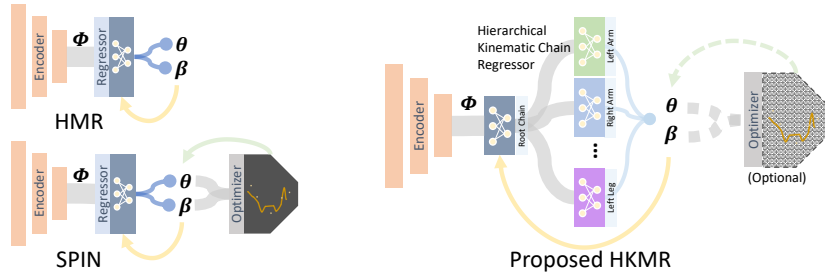 Encoder
Φ
Regressor
θ
β
HMR
Encoder
Φ
Regressor
θ
β
Optimizer
SPIN
Hierarchical
Kinematic Chain
Regressor
Encoder
Φ
Root Chain
Left Arm
Right Arm
...
Left Leg
θ
β
Optimizer
(Optional)
Proposed HKMR